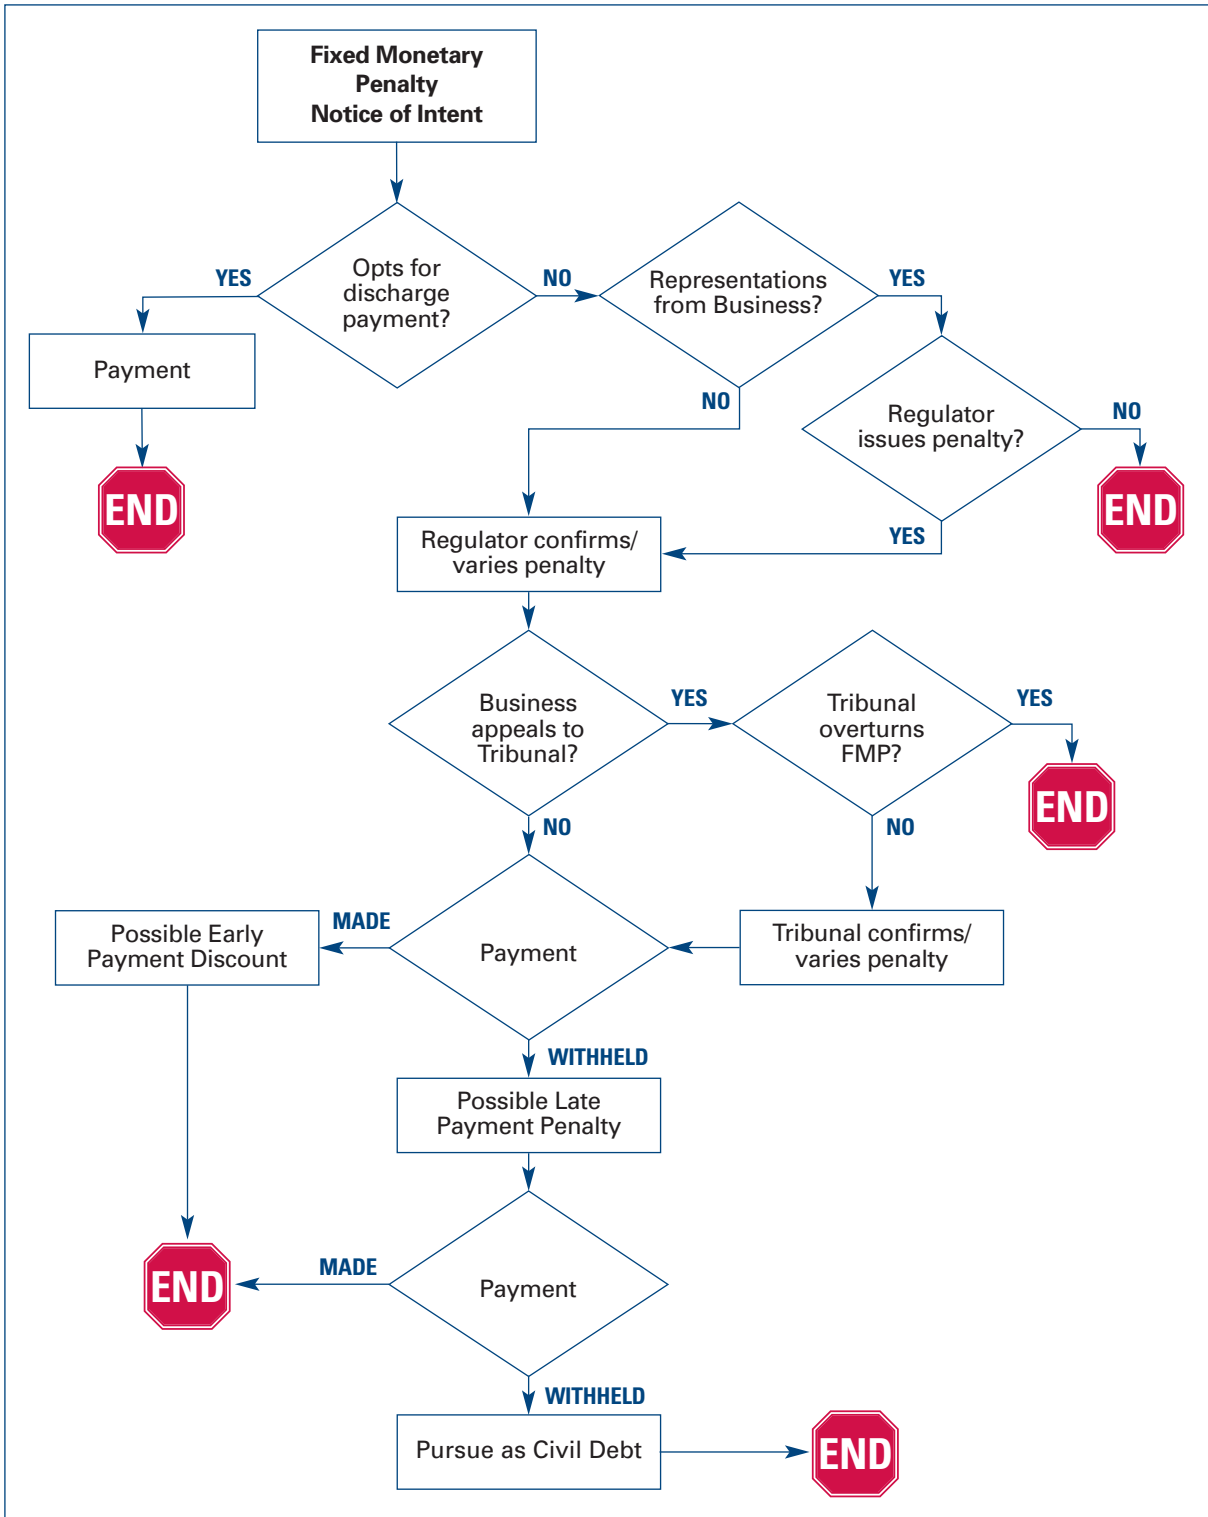 Fixed Monetary
Penalty
Notice of Intent
YES
Opts for
discharge
payment?
NO
Representations
from Business?
YES
Payment
NO
Regulator
issues penalty?
NO
END
END
Regulator confirms/
varies penalty
YES
Business
appeals to
Tribunal?
YES
Tribunal
overturns
FMP?
YES
END
NO
NO
Possible Early
Payment Discount
MADE
Payment
Tribunal confirms/
varies penalty
WITHHELD
Possible Late
Payment Penalty
END
MADE
Payment
WITHHELD
Pursue as Civil Debt
END